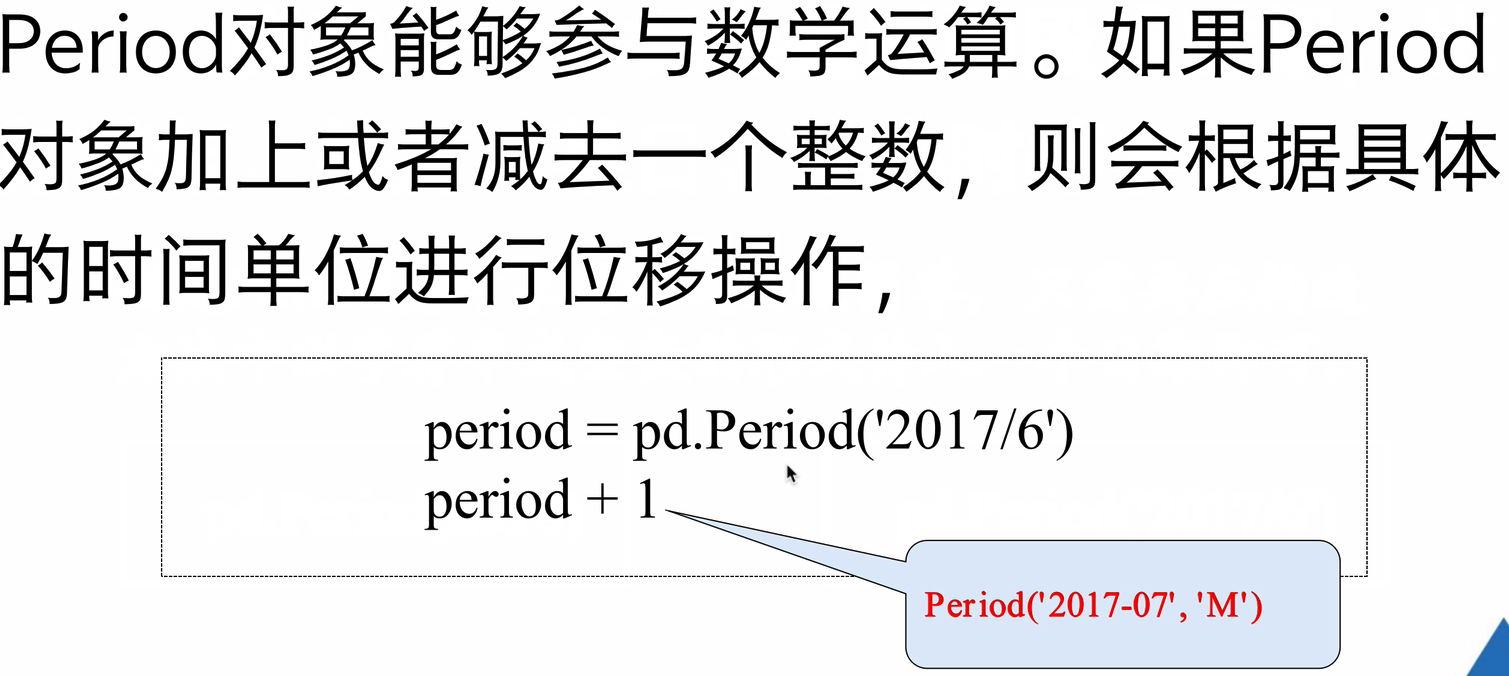 Period对象能够参与数学运算。如果Period
对象加上或者减去一个整数，则会根据具体
的时间单位进行位移操作，
period = pd.Period('2017/6')
period + 1
Period('2017-07', 'M')